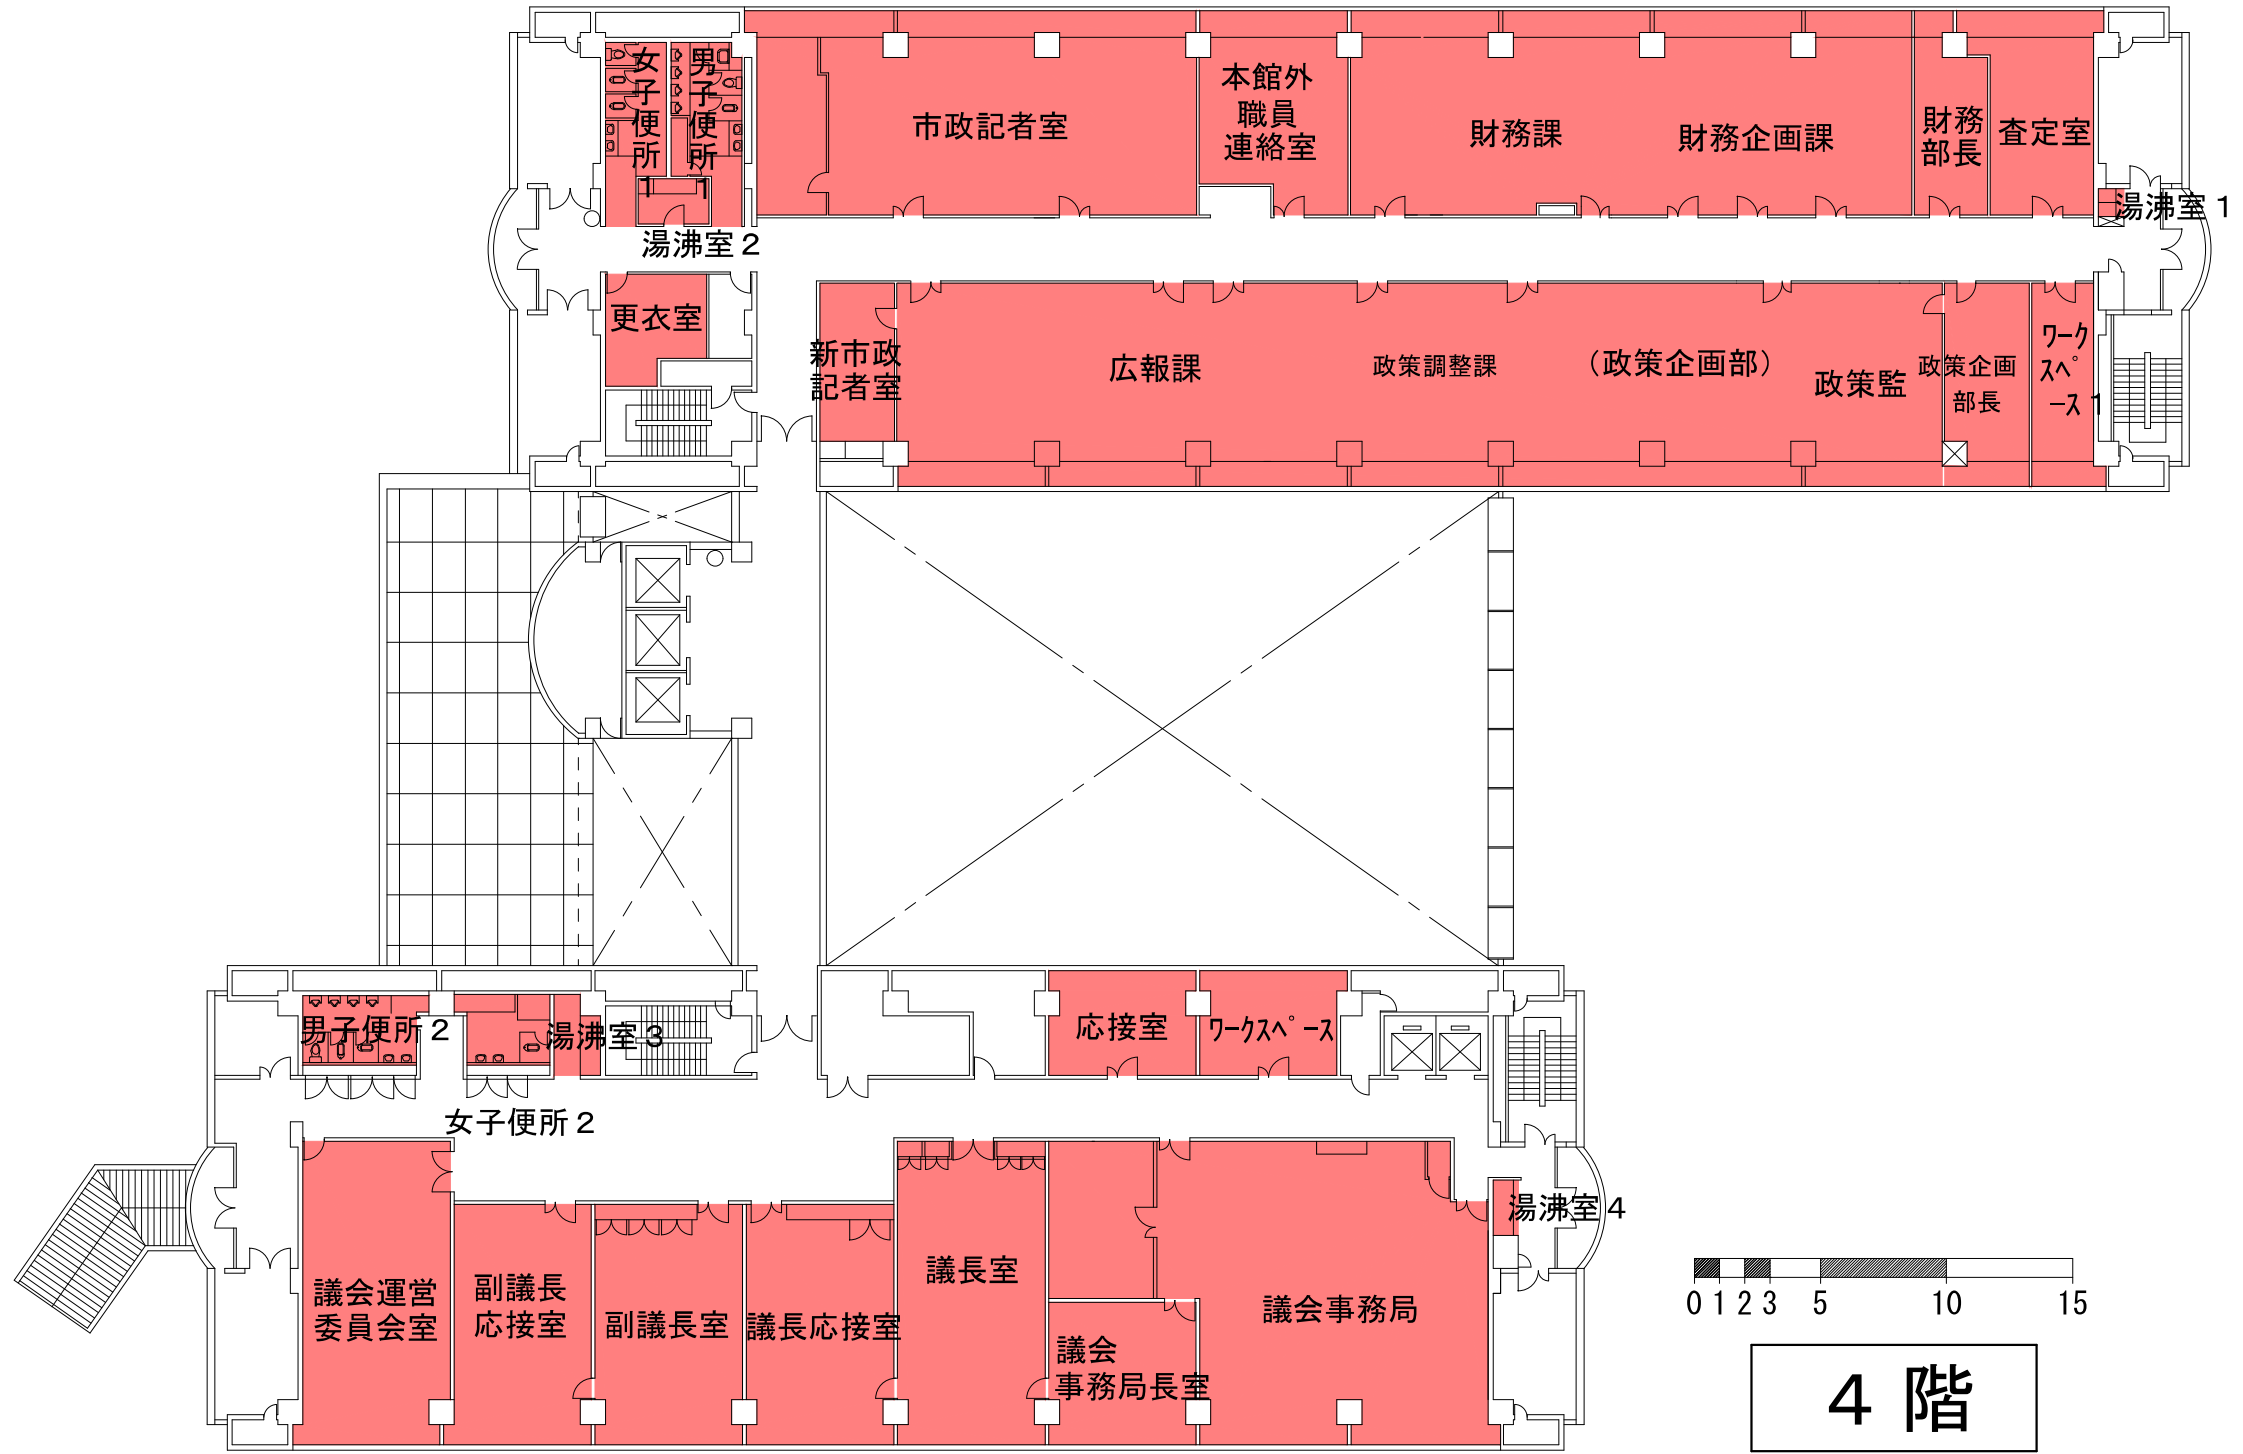 女子便所1
男子便所1
市政記者室
本館外
職員
連絡室
財務課
財務企画課
財務
部長
査定室
湯沸室1
湯沸室2
更衣室
新市政
記者室
広報課
政策調整課
（政策企画部）
政策監
政策企画
部長
ワーク
スペ
ース1
男子便所2
湯沸室3
応接室
ワークスペース
女子便所2
湯沸室4
議会運営
委員会室
副議長
応接室
副議長室
議長応接室
議長室
議会
事務局長室
議会事務局
0 1 2 3 5 10 15
4 階